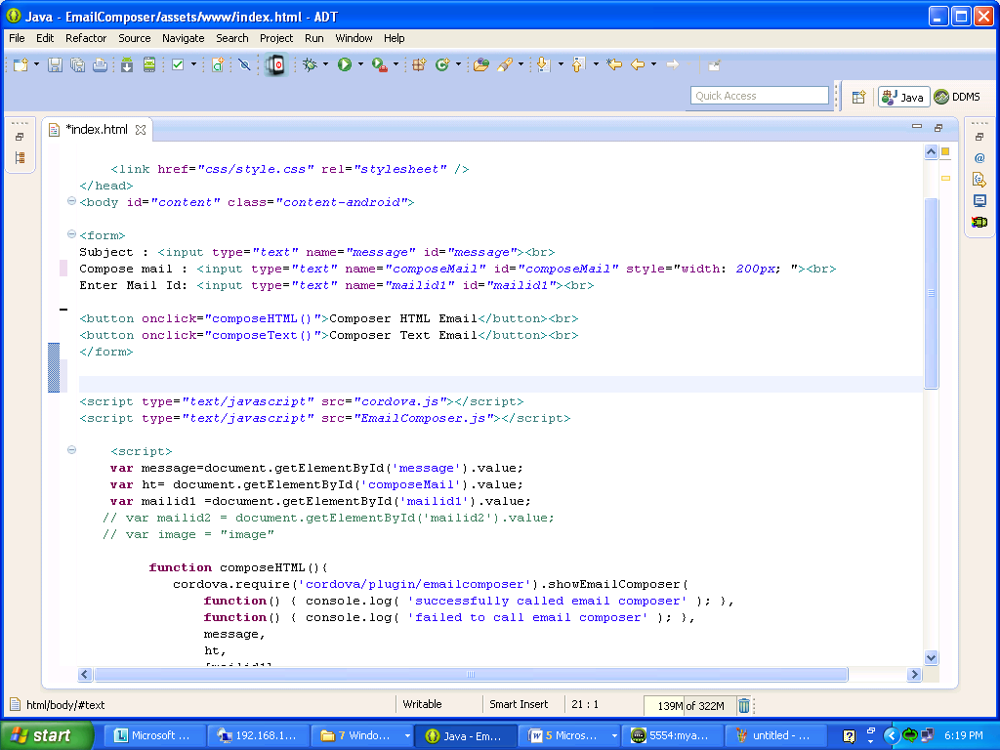 Java - EmailComposer/assets/www/index.html - ADT
File Edit Refactor Source Navigate Search Project Run Window Help
Quick Access
Java DDMS
*index.html
<link href="css/style.css" rel="stylesheet" />
</head>
<body id="content" class="content-android">
<form>
Subject : <input type="text" name="message" id="message"><br>
Compose mail : <input type="text" name="composeMail" id="composeMail" style="width: 200px; "><br>
Enter Mail Id: <input type="text" name="mailid1" id="mailid1"><br>
<button onclick="composeHTML()">Composer HTML Email</button><br>
<button onclick="composeText()">Composer Text Email</button><br>
</form>
<script type="text/javascript" src="cordova.js"></script>
<script type="text/javascript" src="EmailComposer.js"></script>
<script>
var message=document.getElementById('message').value;
var ht= document.getElementById('composeMail').value;
var mailid1 =document.getElementById('mailid1').value;
// var mailid2 = document.getElementById('mailid2').value;
// var image = "image"
function composeHTML(){
cordova.require('cordova/plugin/emailcomposer').showEmailComposer(
function() { console.log( 'successfully called email composer' ); },
function() { console.log( 'failed to call email composer' ); },
message,
ht,
[mailid1]
html/body/#text Writable Smart Insert 21 : 1 139M of 322M
start Microsoft ... 192.168.1... 7 Windo... Java - Em... 5 Micros... 5554:mya... untitled - ... 6:19 PM